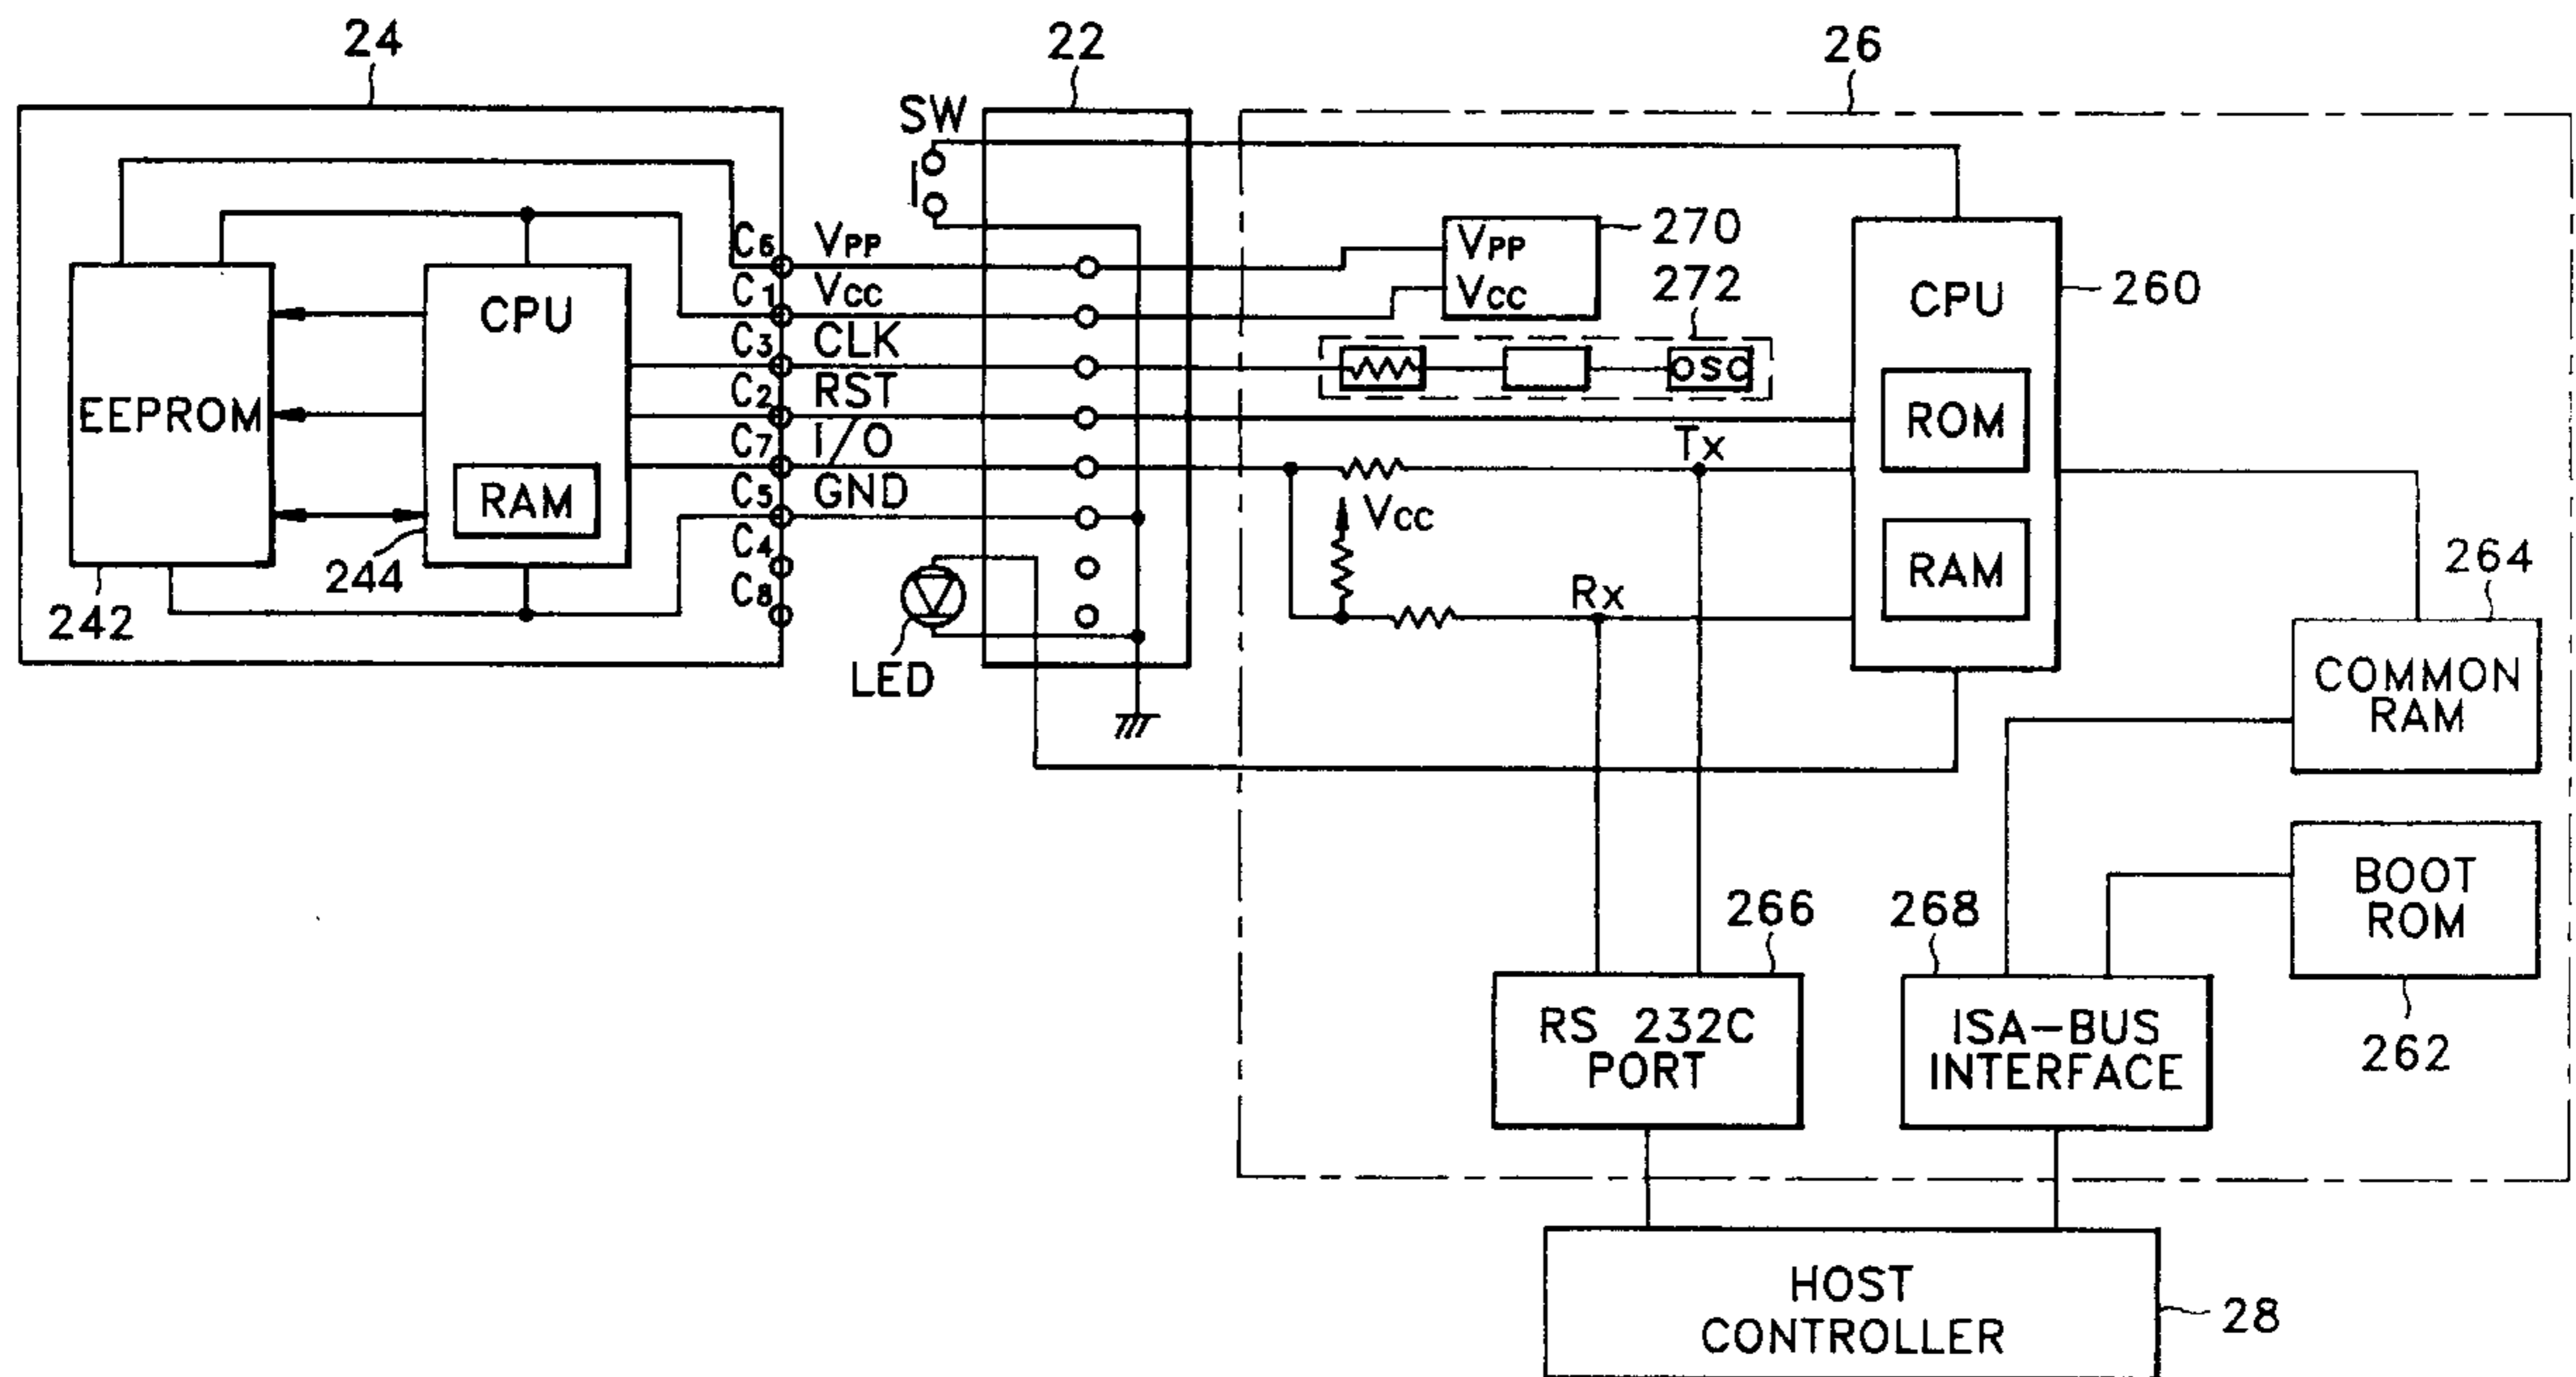 24
22
26
SW
C6 VPP
C1 VCC
C3 CLK
C2 RST
C7 I/O
C5 GND
C4
C8
EEPROM
CPU
RAM
242
244
LED
VPP
VCC
270
272
OSC
CPU
ROM
RAM
260
Tx
VCC
Rx
264
COMMON
RAM
BOOT
ROM
262
266
268
RS 232C
PORT
ISA-BUS
INTERFACE
HOST
CONTROLLER
28